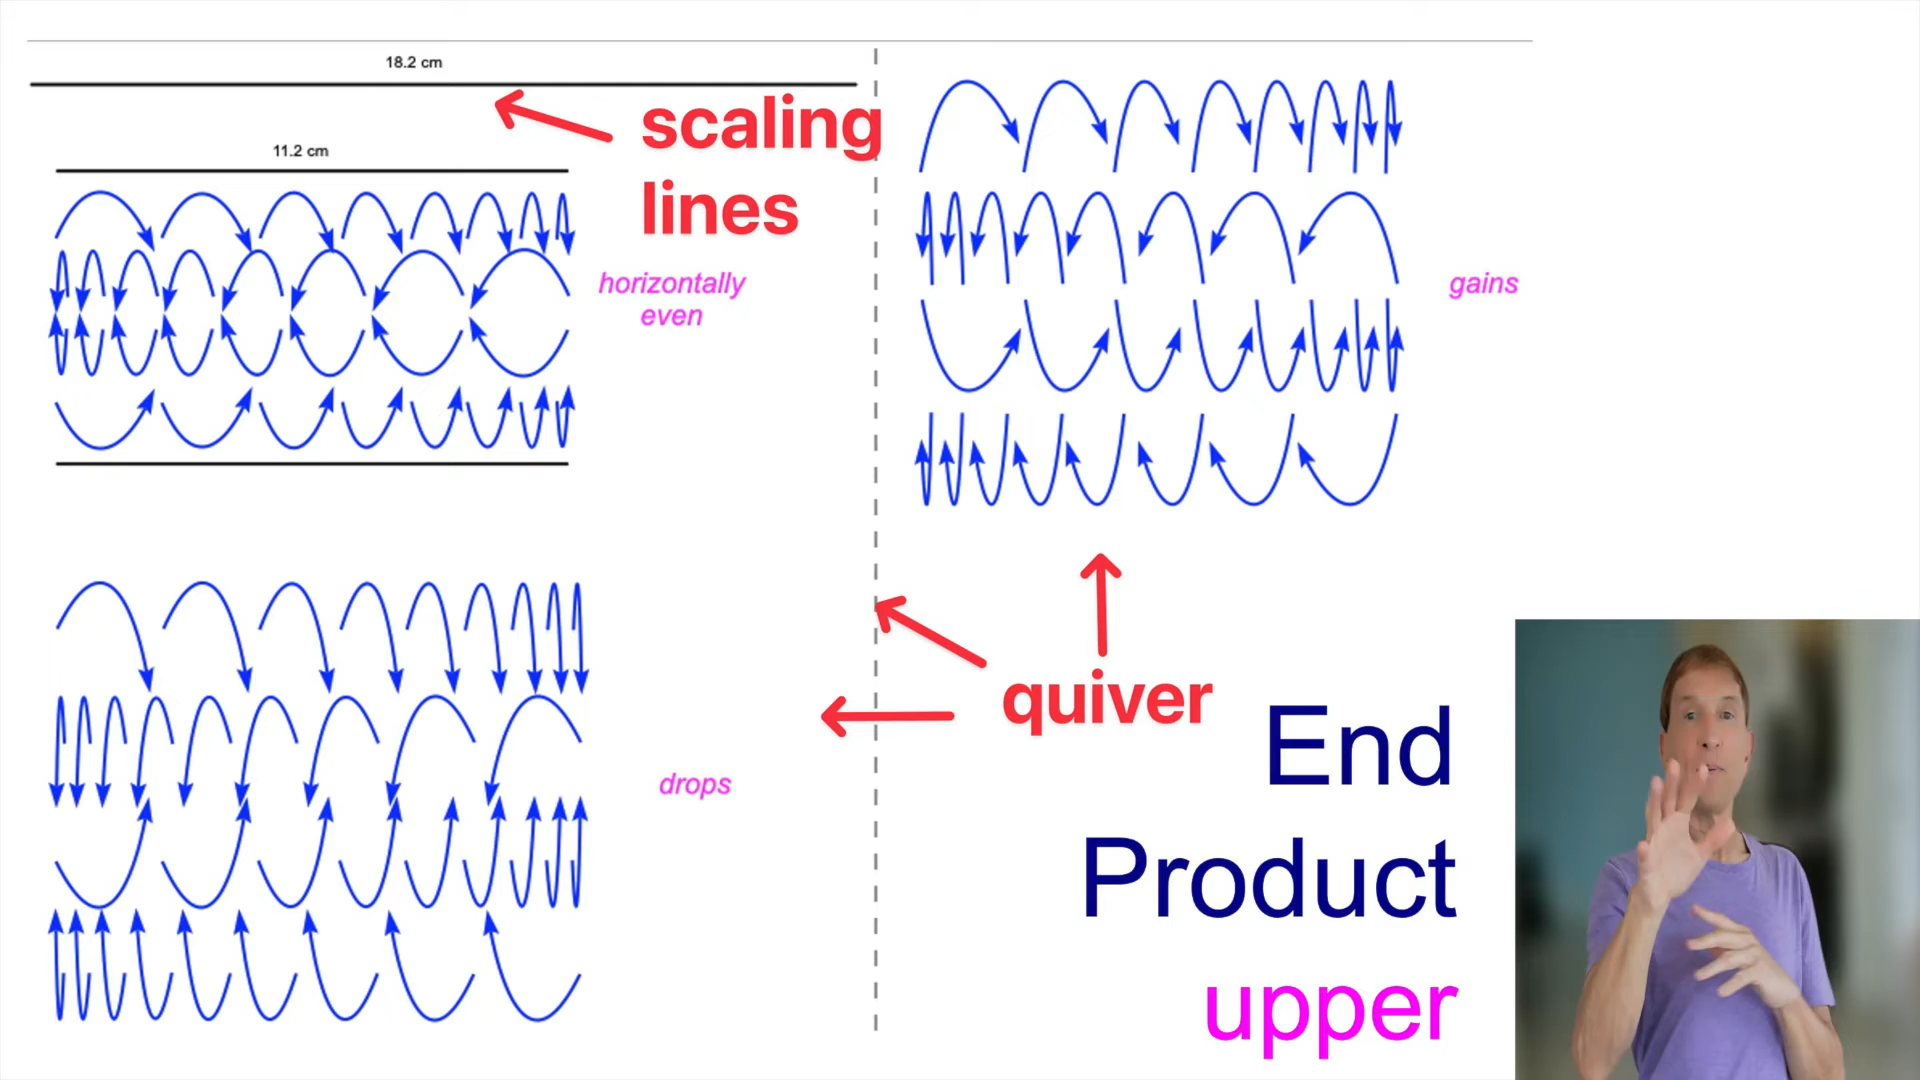 18.2 cm
scaling
lines
11.2 cm
horizontally
even
gains
quiver
drops
End
Product
upper